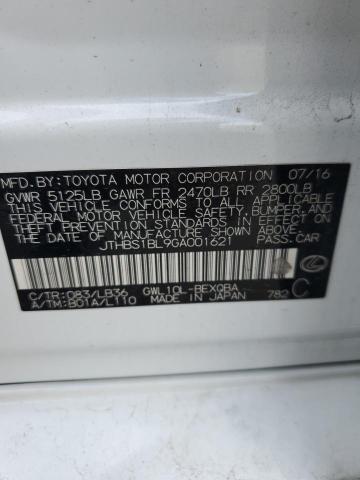 MFD.BY:TOYOTA MOTOR CORPORATION 07/16
GVWR 5125LB GAWR FR 2470LB RR 2800LB
THIS VEHICLE CONFORMS TO ALL APPLICABLE
FEDERAL MOTOR VEHICLE SAFETY, BUMPER, AND
THEFT PREVENTION STANDARDS IN EFFECT ON
THE DATE OF MANUFACTURE SHOWN ABOVE.
JTHBS1BL9GA001621 PASS.CAR
C/TR:083/LB36 GWL10L-BEXQBA
A/TM:B01A/L110 MADE IN JAPAN 782 C